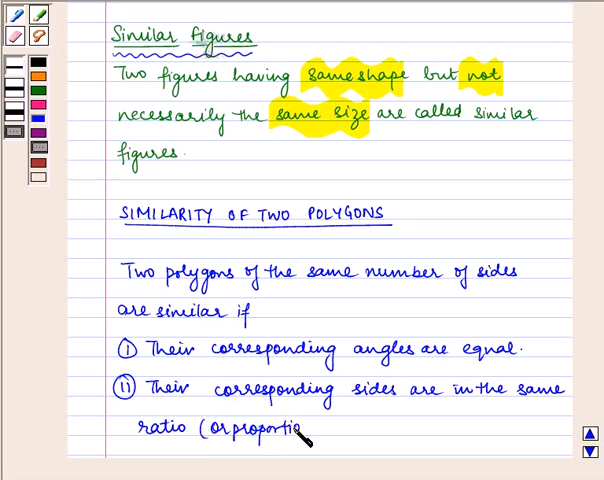 Similar figures
Two figures having same shape but not
necessarily the same size are called similar
figures.
SIMILARITY OF TWO POLYGONS
Two polygons of the same number of sides
are similar if
(i) Their corresponding angles are equal.
(ii) Their corresponding sides are in the same
ratio (or proportio